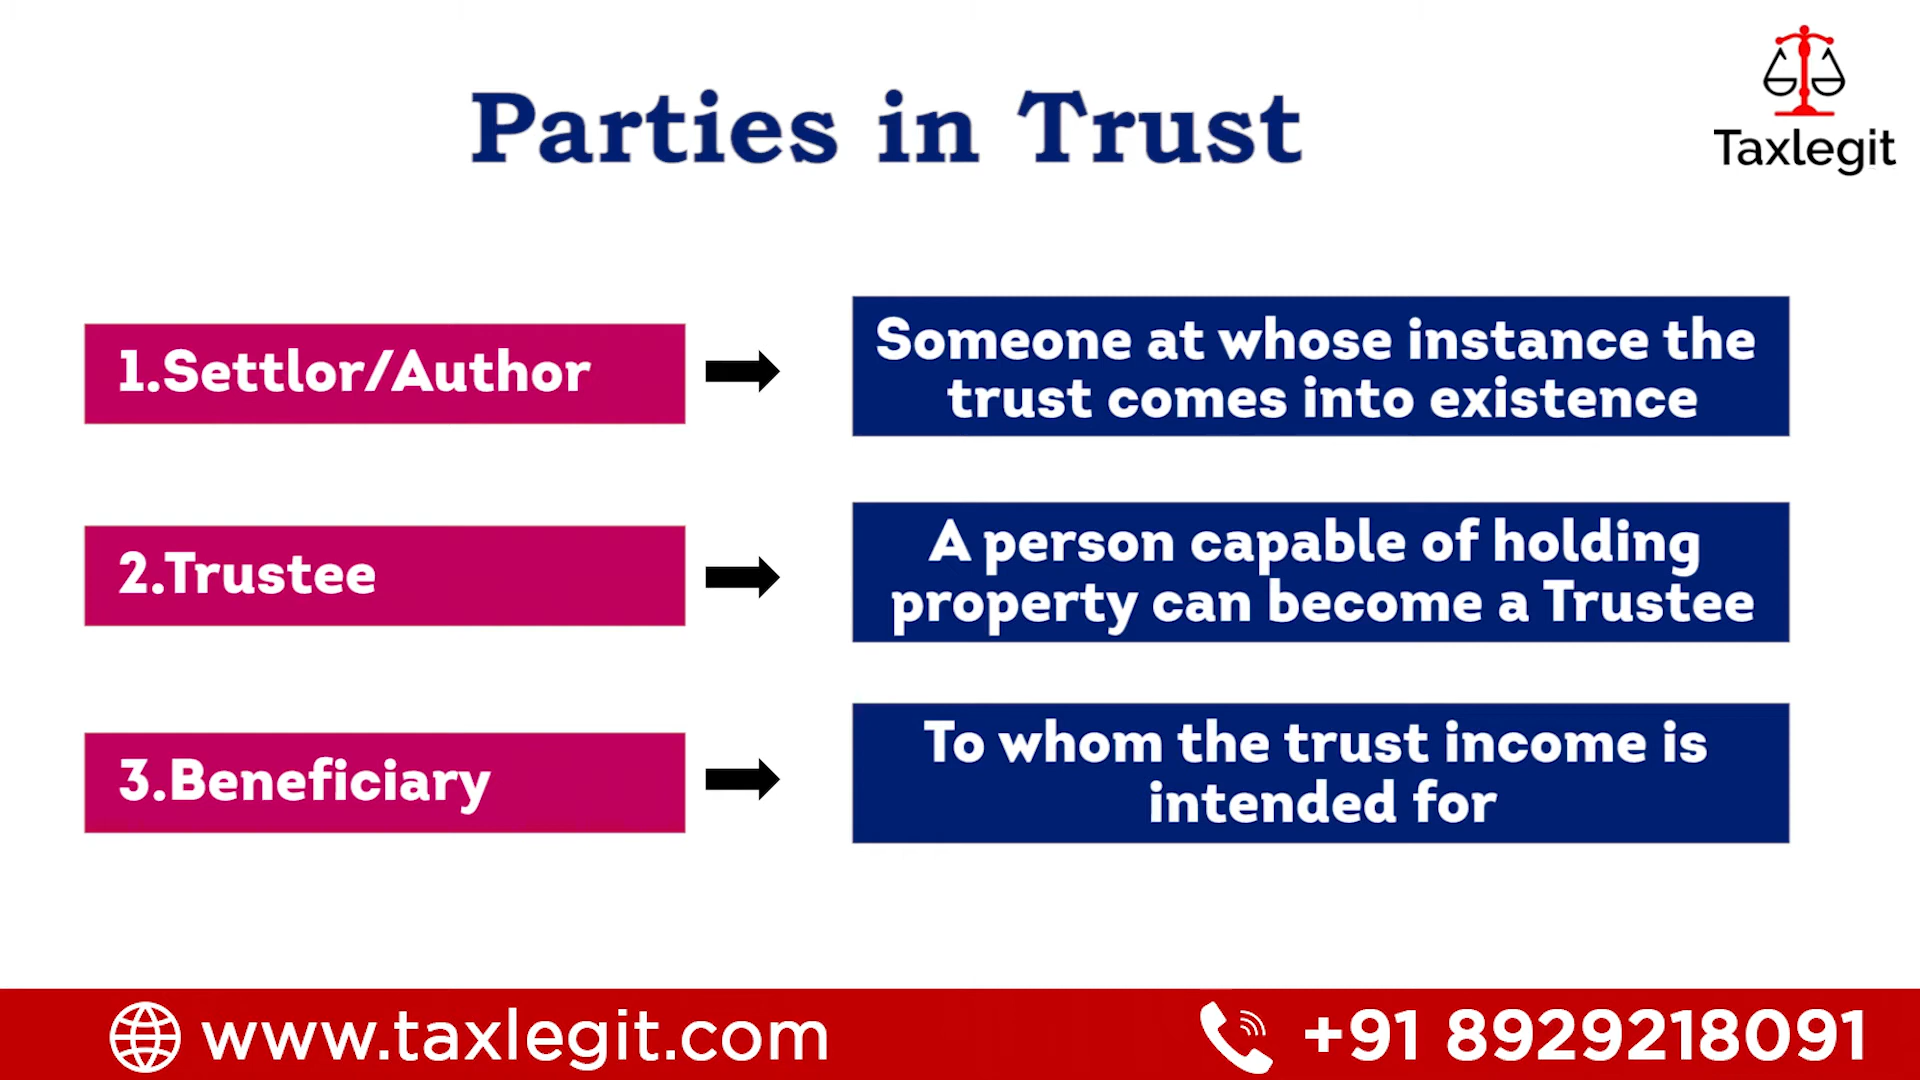 Parties in Trust
Taxlegit
1.Settlor/Author
Someone at whose instance the
trust comes into existence
2.Trustee
A person capable of holding
property can become a Trustee
3.Beneficiary
To whom the trust income is
intended for
www.taxlegit.com
+91 8929218091